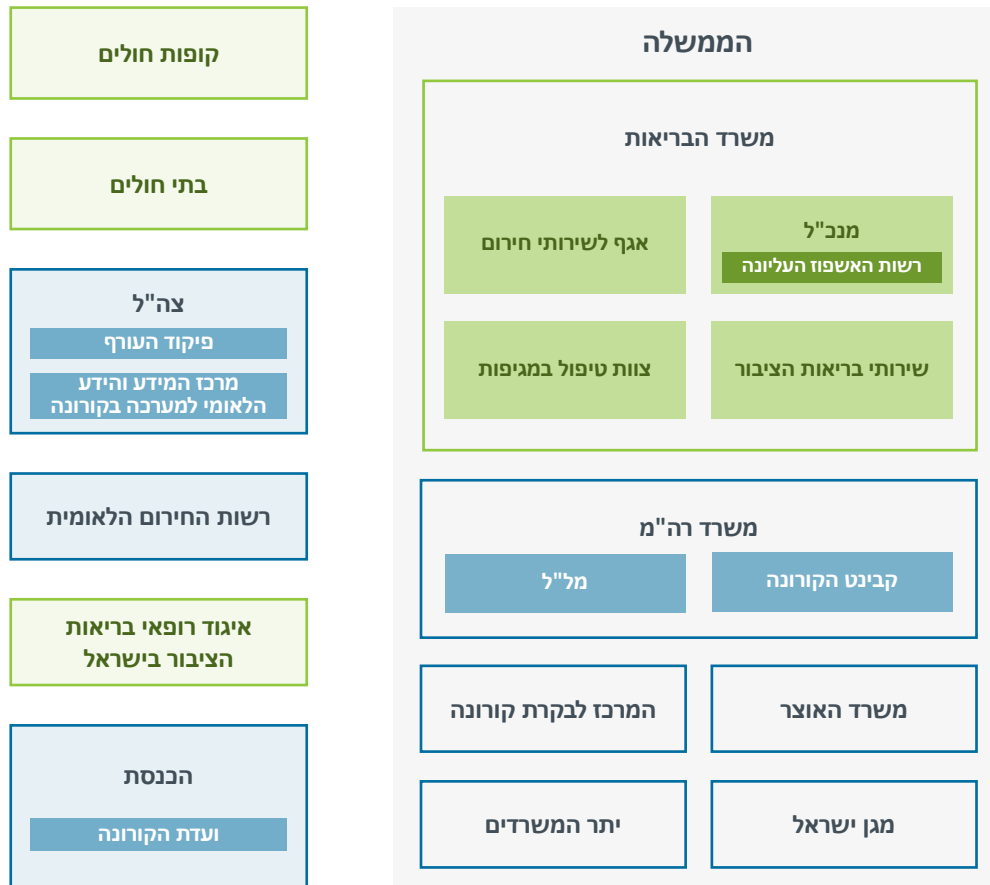 הממשלה
משרד הבריאות
מנכ"ל
רשות האשפוז העליונה
אגף לשירותי חירום
שירותי בריאות הציבור
צוות טיפול במגיפות
משרד רה"מ
קבינט הקורונה
מל"ל
משרד האוצר
המרכז לבקרת קורונה
מגן ישראל
יתר המשרדים
קופות חולים
בתי חולים
צה"ל
פיקוד העורף
מרכז המידע והידע
הלאומי למערכה בקורונה
רשות החירום הלאומית
איגוד רופאי בריאות
הציבור בישראל
הכנסת
ועדת הקורונה